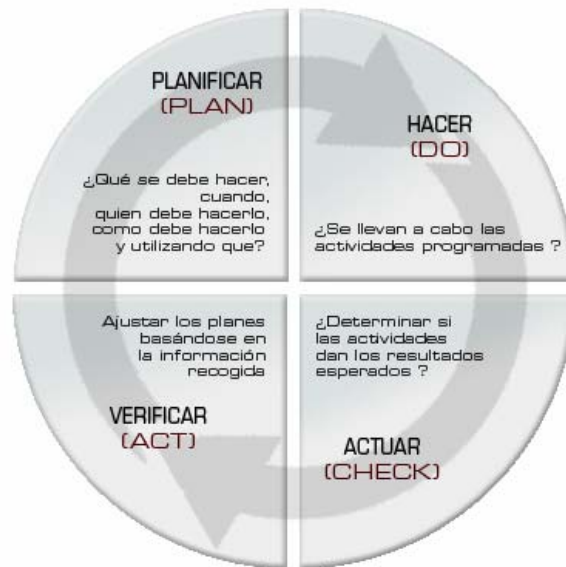 PLANIFICAR
(PLAN)
¿Qué se debe hacer,
cuando,
quien debe hacerlo,
como debe hacerlo
y utilizando que?
HACER
(DO)
¿Se llevan a cabo las
actividades programadas ?
¿Determinar si
las actividades
dan los resultados
esperados ?
ACTUAR
(CHECK)
Ajustar los planes
basándose en
la información
recogida
VERIFICAR
(ACT)